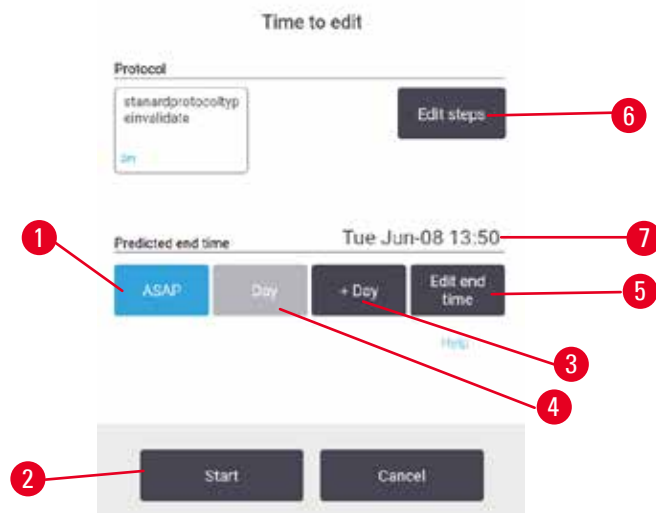 Time to edit
Protocol
stanardprotocoltyp
einvalidate
Edit steps
6
1
Predicted end time
Tue Jun-08 13:50
7
ASAP
Day
+ Day
Edit end
time
5
Help
3
4
2
Start
Cancel